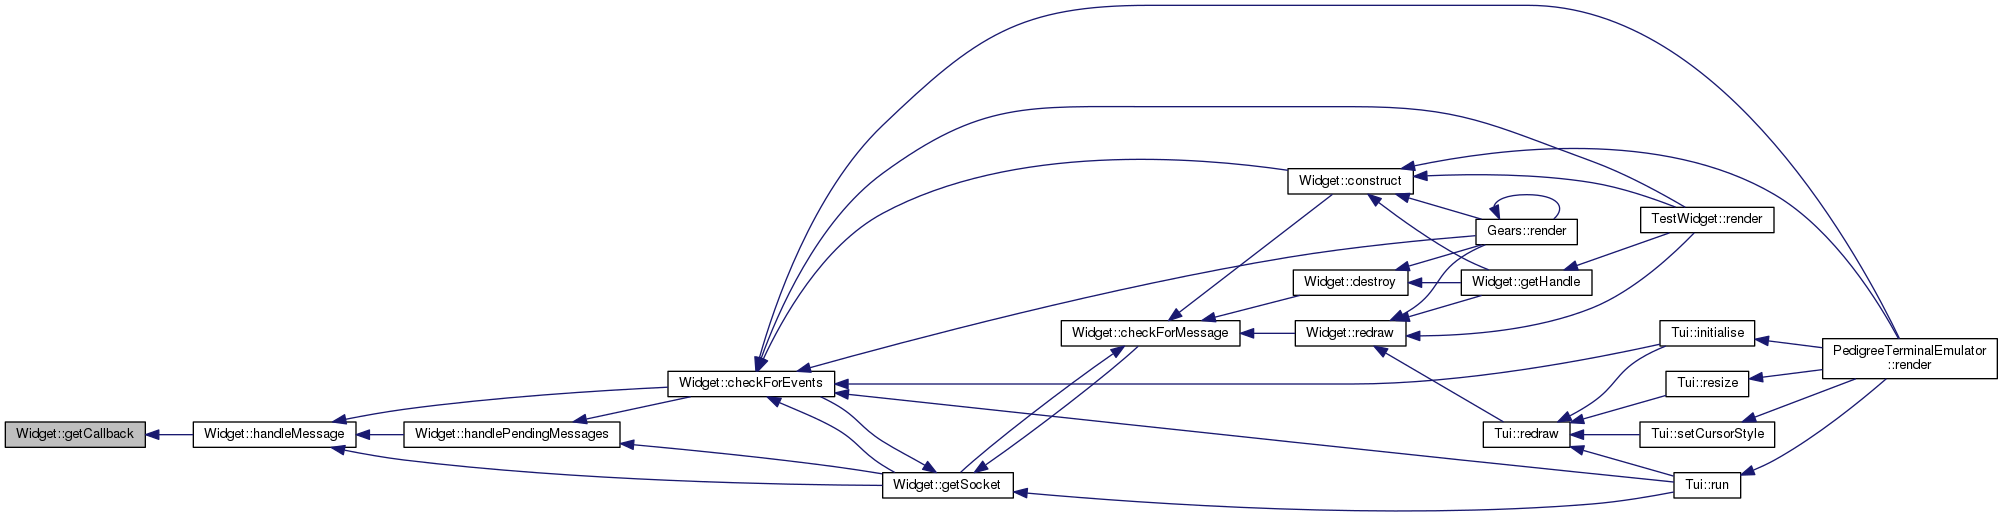 Widget::getCallback
Widget::handleMessage
Widget::handlePendingMessages
Widget::checkForEvents
Widget::getSocket
Widget::checkForMessage
Widget::construct
Widget::destroy
Widget::redraw
Gears::render
Widget::getHandle
Tui::redraw
TestWidget::render
Tui::initialise
Tui::resize
Tui::setCursorStyle
Tui::run
PedigreeTerminalEmulator
::render